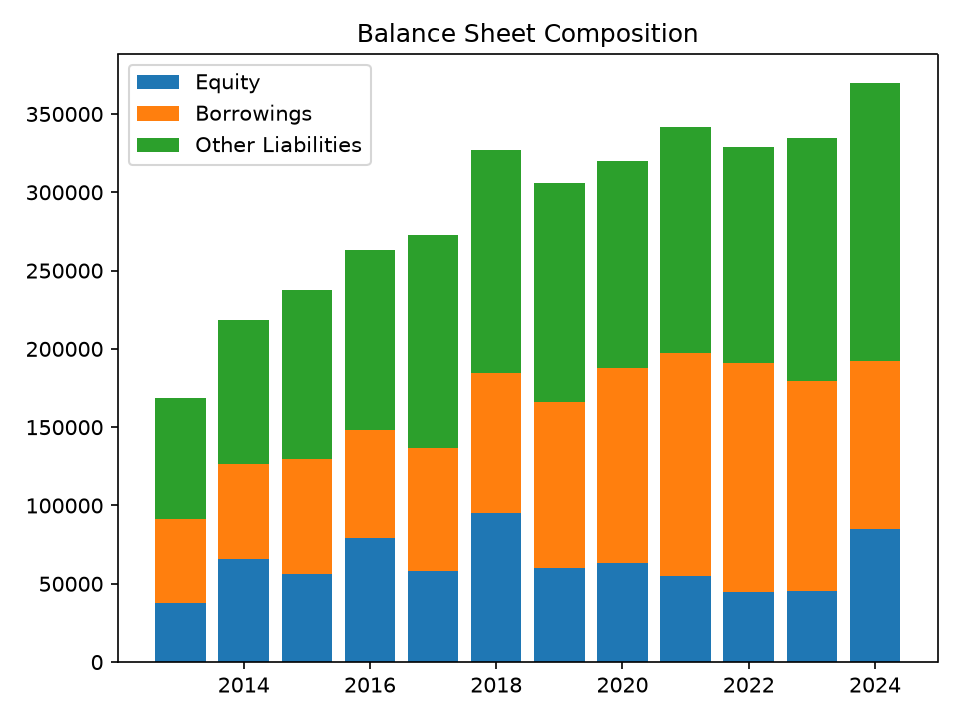 Balance Sheet Composition
Equity
Borrowings
Other Liabilities
350000
300000
250000
200000
150000
100000
50000
0
2014 2016 2018 2020 2022 2024